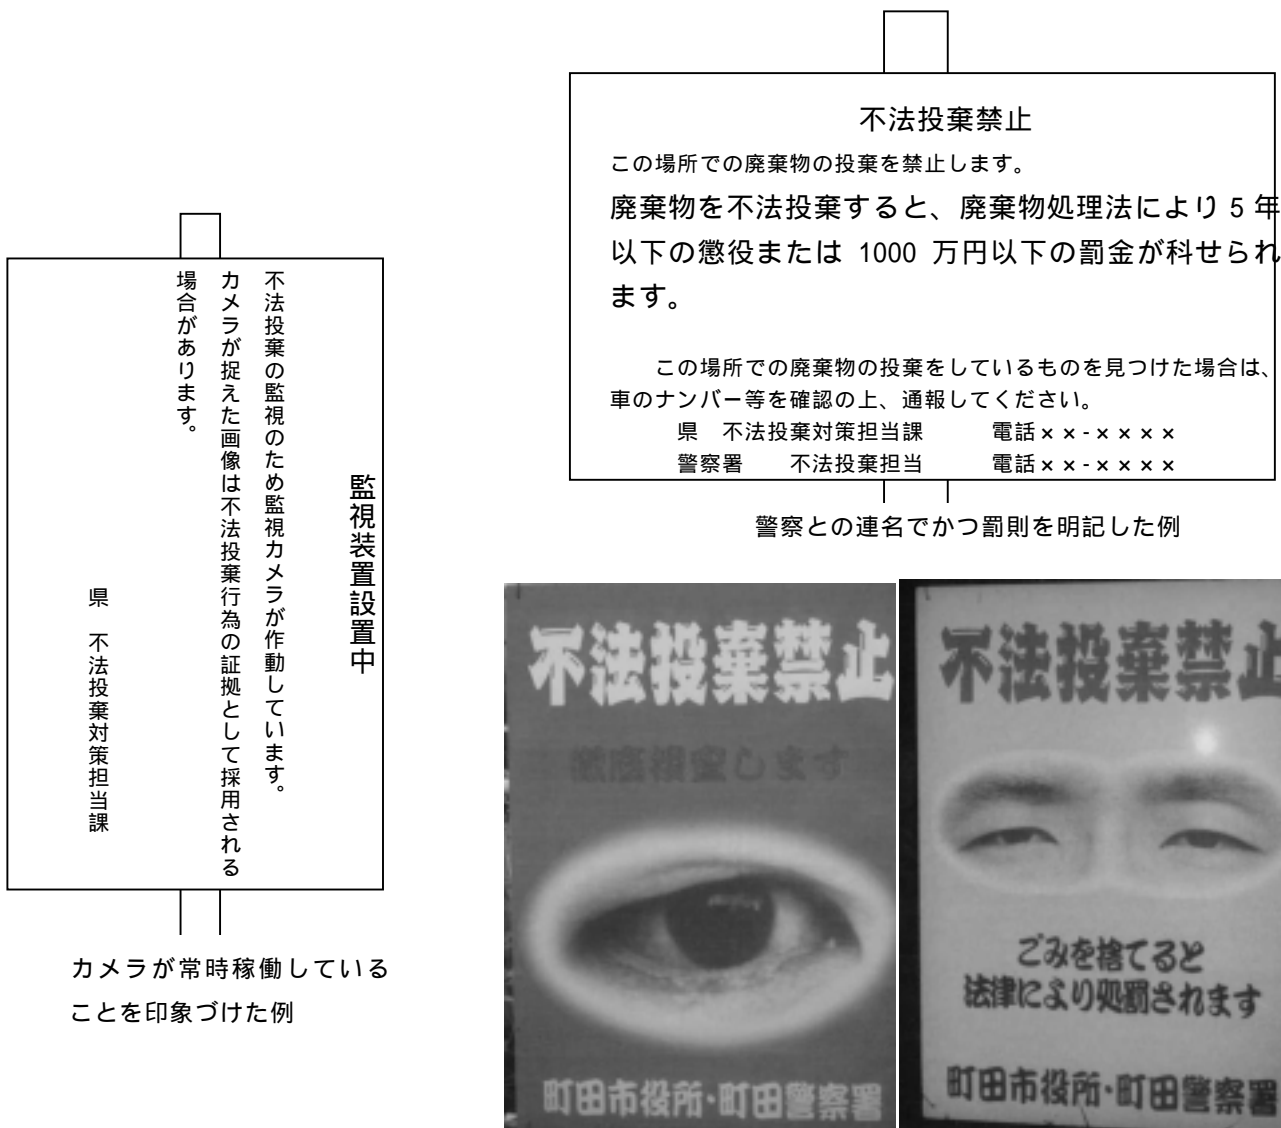 監視装置設置中
不法投棄の監視のため監視カメラが作動しています。
カメラが捉えた画像は不法投棄行為の証拠として採用される
場合があります。
県　不法投棄対策担当課
カメラが常時稼働している
ことを印象づけた例
不法投棄禁止
この場所での廃棄物の投棄を禁止します。
廃棄物を不法投棄すると、廃棄物処理法により 5 年
以下の懲役または 1000 万円以下の罰金が科せられ
ます。
この場所での廃棄物の投棄をしているものを見つけた場合は、
車のナンバー等を確認の上、通報してください。
県　不法投棄対策担当課　　　電話××-××××
警察署　　不法投棄担当　　　電話××-××××
警察との連名でかつ罰則を明記した例
不法投棄禁止
徹底捜査します
町田市役所・町田警察署
不法投棄禁止
ごみを捨てると
法律により処罰されます
町田市役所・町田警察署